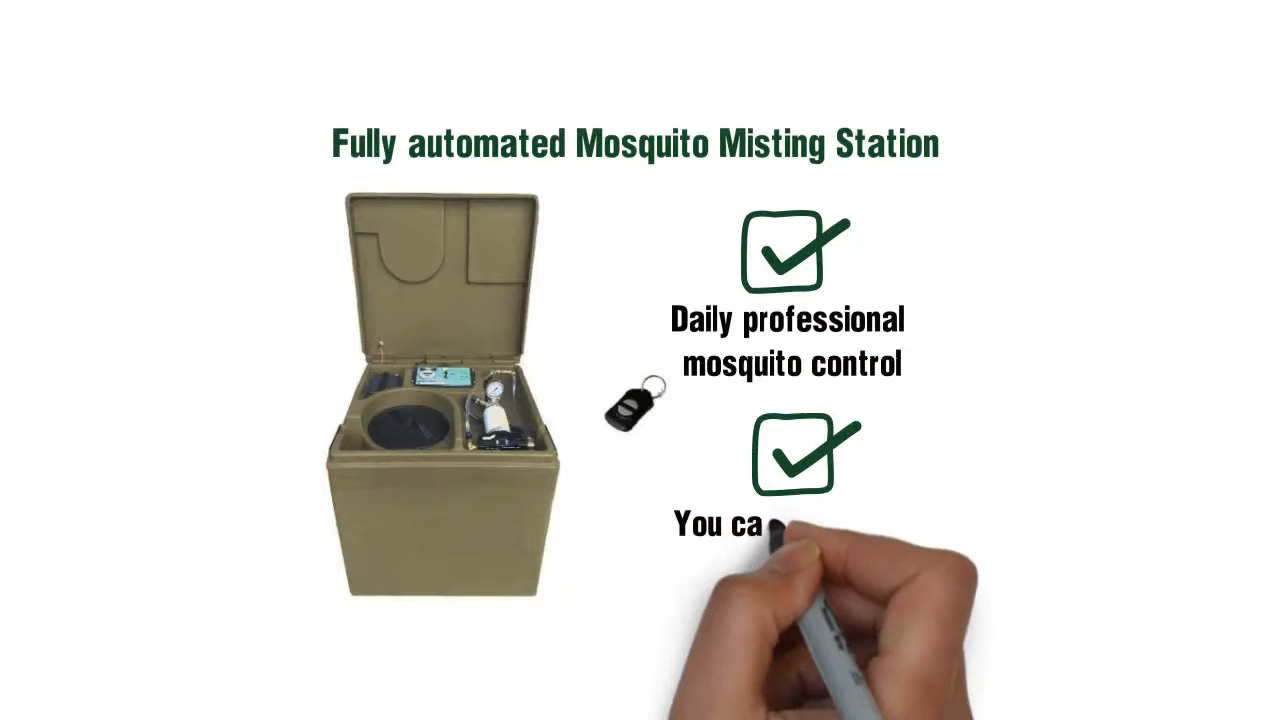 Fully automated Mosquito Misting Station
Daily professional
mosquito control
You ca